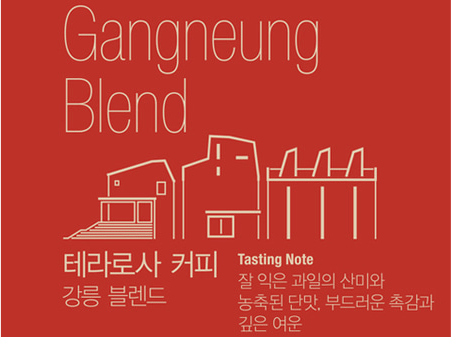 Gangneung
Blend
테라로사 커피
강릉 블렌드
Tasting Note
잘 익은 과일의 산미와
농축된 단맛, 부드러운 촉감과
깊은 여운